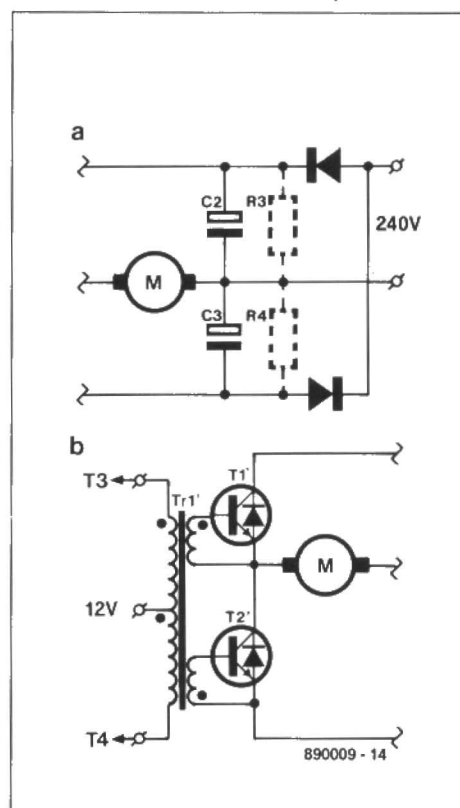 a
C2
R3
240V
M
C3
R4
b
T3
Tr1'
T1'
M
12V
T2'
T4
890009 - 14